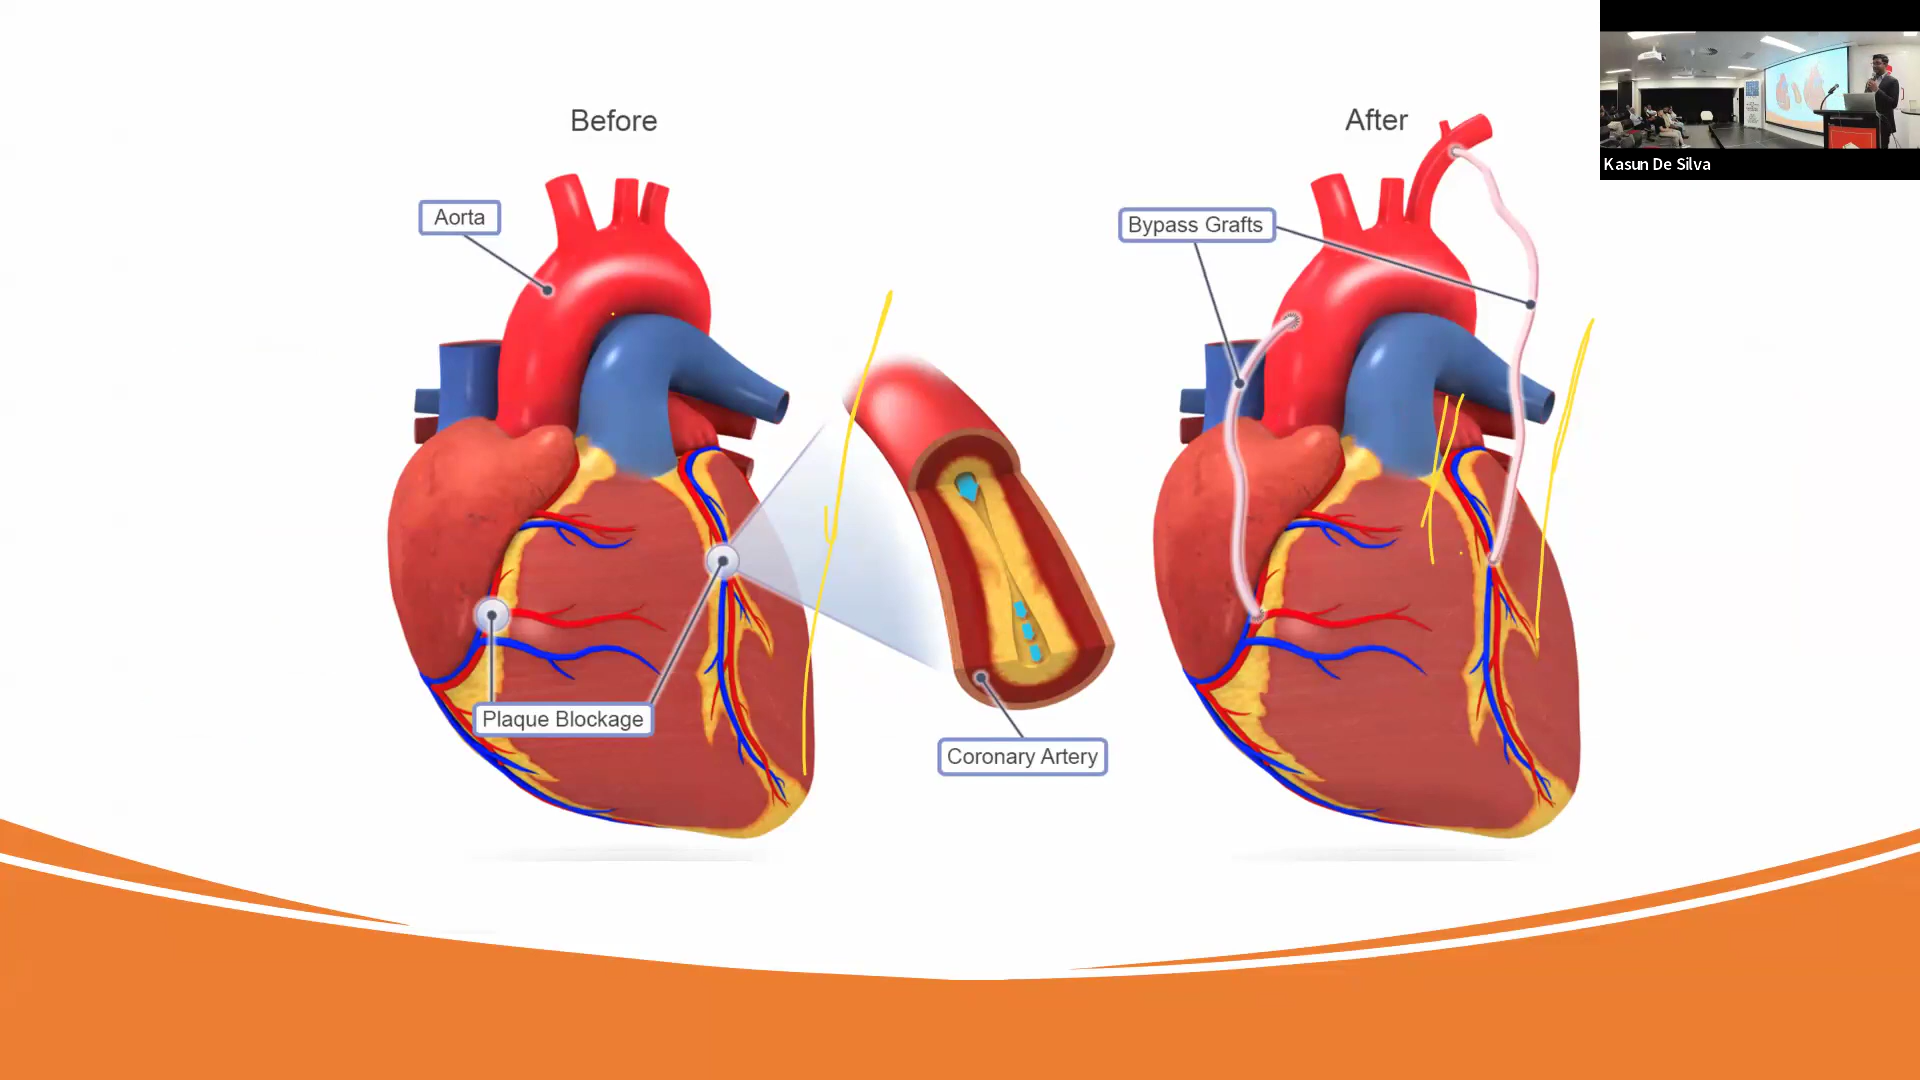 Before
After
Aorta
Bypass Grafts
Plaque Blockage
Coronary Artery
Kasun De Silva